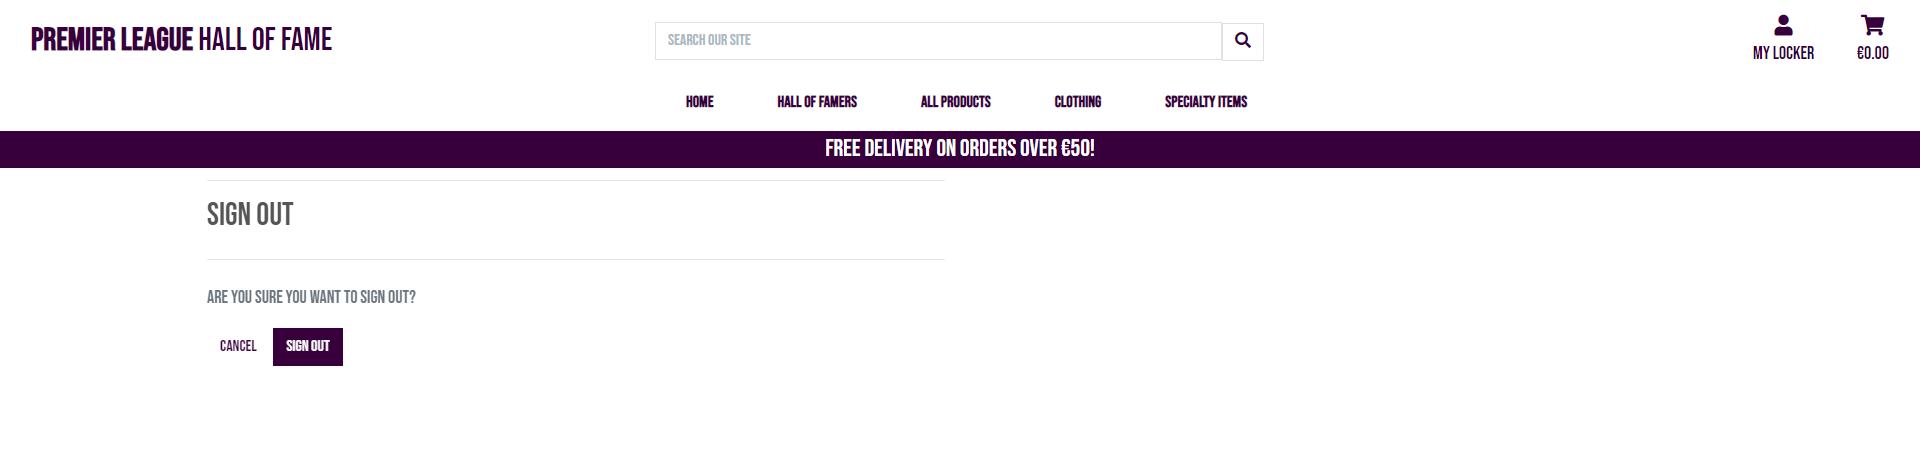 PREMIER LEAGUE HALL OF FAME
SEARCH OUR SITE
MY LOCKER
€0.00
HOME
HALL OF FAMERS
ALL PRODUCTS
CLOTHING
SPECIALTY ITEMS
FREE DELIVERY ON ORDERS OVER €50!
SIGN OUT
ARE YOU SURE YOU WANT TO SIGN OUT?
CANCEL
SIGN OUT